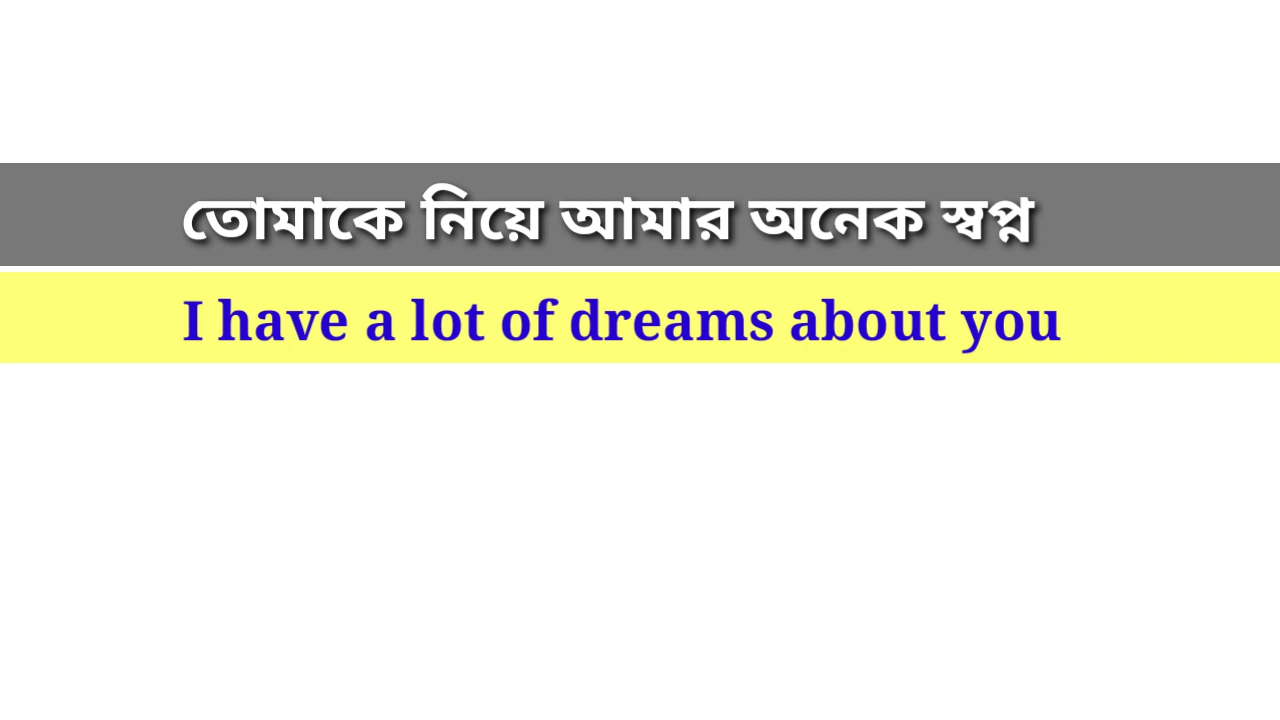 তোমাকে নিয়ে আমার অনেক স্বপ্ন
I have a lot of dreams about you